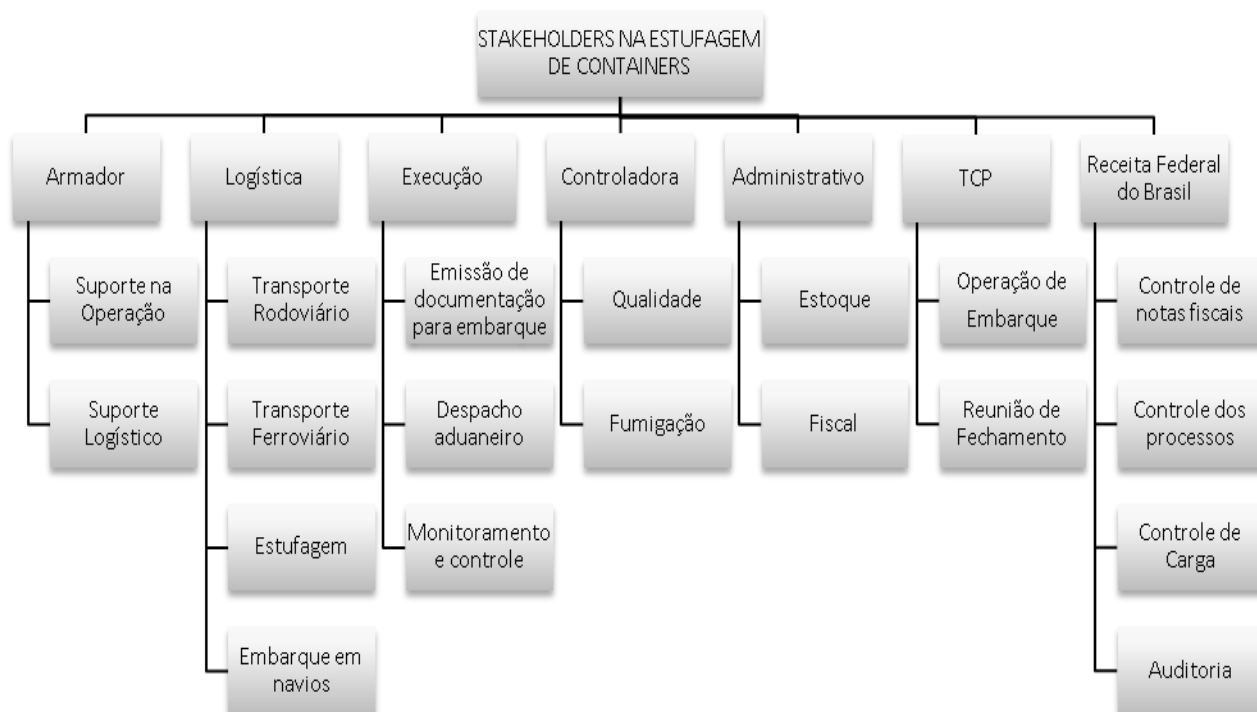 STAKEHOLDERS NA ESTUFAGEM
DE CONTAINERS
Armador
Suporte na
Operação
Suporte
Logístico
Logística
Transporte
Rodoviário
Transporte
Ferroviário
Estufagem
Embarque em
navios
Execução
Emissão de
documentação
para embarque
Despacho
aduaneiro
Monitoramento
e controle
Controladora
Qualidade
Fumigação
Administrativo
Estoque
Fiscal
TCP
Operação de
Embarque
Reunião de
Fechamento
Receita Federal
do Brasil
Controle de
notas fiscais
Controle dos
processos
Controle de
Carga
Auditoria